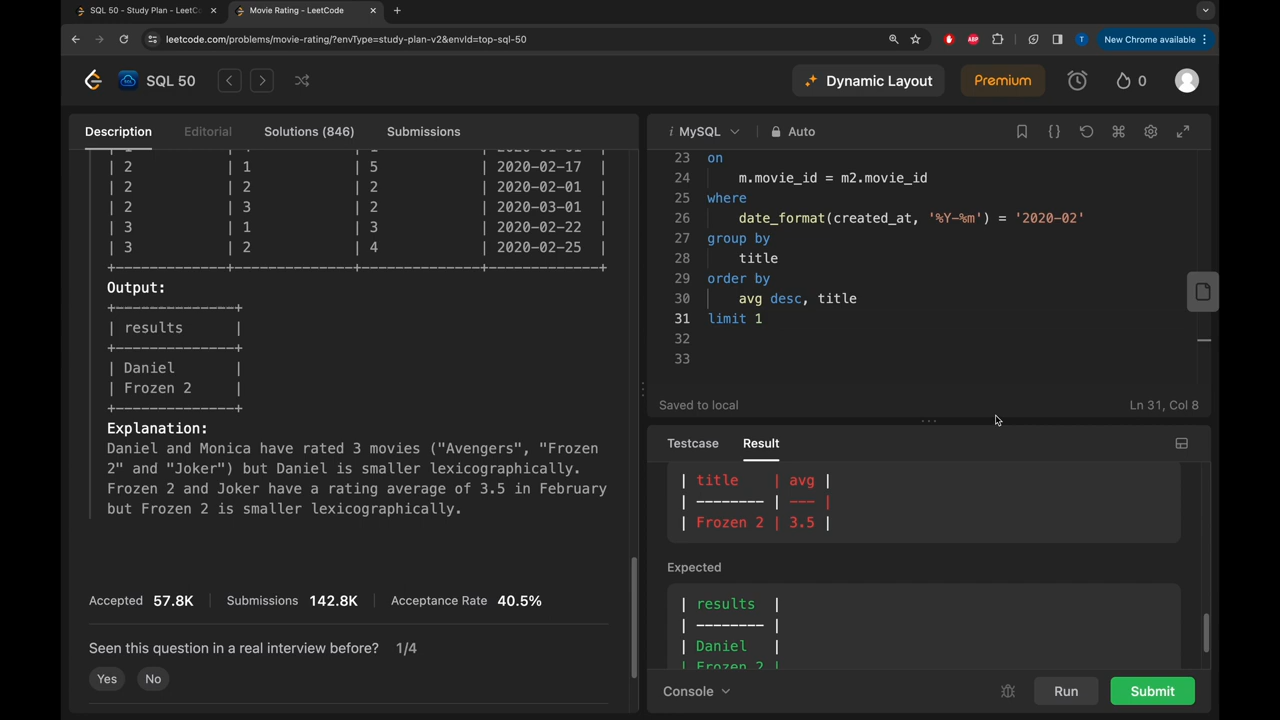 SQL 50 - Study Plan - LeetC
Movie Rating - LeetCode
leetcode.com/problems/movie-rating/?envType=study-plan-v2&envId=top-sql-50
ABP
T
New Chrome available
SQL 50
Dynamic Layout
Premium
0
Description
Editorial
Solutions (846)
Submissions
| 2 | 1 | 5 | 2020-02-17 |
| 2 | 2 | 2 | 2020-02-01 |
| 2 | 3 | 2 | 2020-03-01 |
| 3 | 1 | 3 | 2020-02-22 |
| 3 | 2 | 4 | 2020-02-25 |
+-------------+-------------+-------------+------------+
Output:
+--------------+
| results |
+--------------+
| Daniel |
| Frozen 2 |
+--------------+
Explanation:
Daniel and Monica have rated 3 movies ("Avengers", "Frozen
2" and "Joker") but Daniel is smaller lexicographically.
Frozen 2 and Joker have a rating average of 3.5 in February
but Frozen 2 is smaller lexicographically.
Accepted 57.8K | Submissions 142.8K | Acceptance Rate 40.5%
Seen this question in a real interview before? 1/4
Yes No
MySQL
Auto
23 on
24 m.movie_id = m2.movie_id
25 where
26 date_format(created_at, '%Y-%m') = '2020-02'
27 group by
28 title
29 order by
30 avg desc, title
31 limit 1
32
33
Saved to local
Ln 31, Col 8
Testcase
Result
| title | avg |
| -------- | --- |
| Frozen 2 | 3.5 |
Expected
| results |
| -------- |
| Daniel |
| Frozen 2 |
Console
Run
Submit